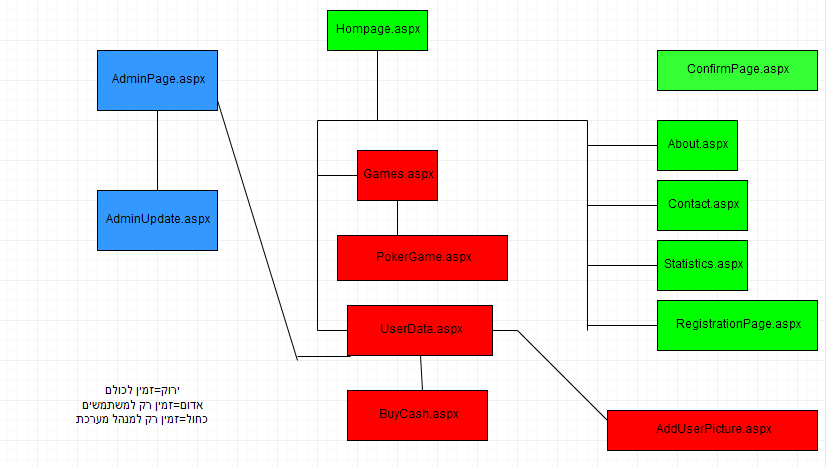 Hompage.aspx
AdminPage.aspx
ConfirmPage.aspx
About.aspx
Games.aspx
Contact.aspx
AdminUpdate.aspx
PokerGame.aspx
Statistics.aspx
UserData.aspx
RegistrationPage.aspx
BuyCash.aspx
AddUserPicture.aspx
ירוק=זמין לכולם
אדום=זמין רק למשתמשים
כחול=זמין רק למנהל מערכת